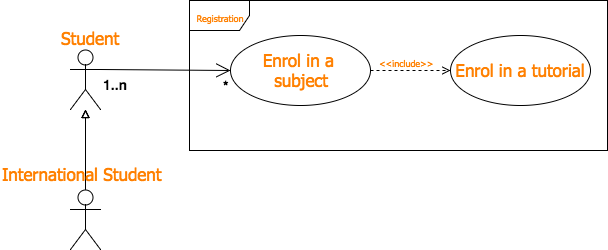 Registration
Student
Enrol in a
subject
<<include>>
Enrol in a tutorial
1..n
*
International Student